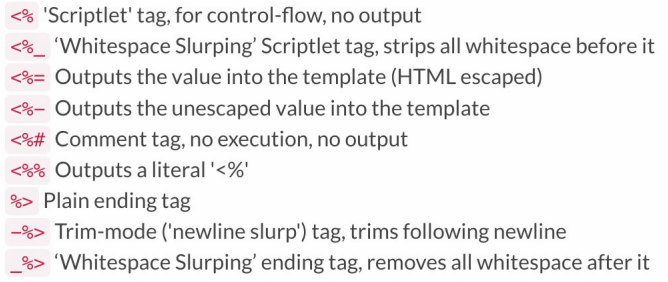 <% 'Scriptlet' tag, for control-flow, no output
<%_ ‘Whitespace Slurping’ Scriptlet tag, strips all whitespace before it
<%= Outputs the value into the template (HTML escaped)
<%- Outputs the unescaped value into the template
<%# Comment tag, no execution, no output
<%% Outputs a literal '<%'
%> Plain ending tag
-%> Trim-mode ('newline slurp') tag, trims following newline
_%> ‘Whitespace Slurping’ ending tag, removes all whitespace after it